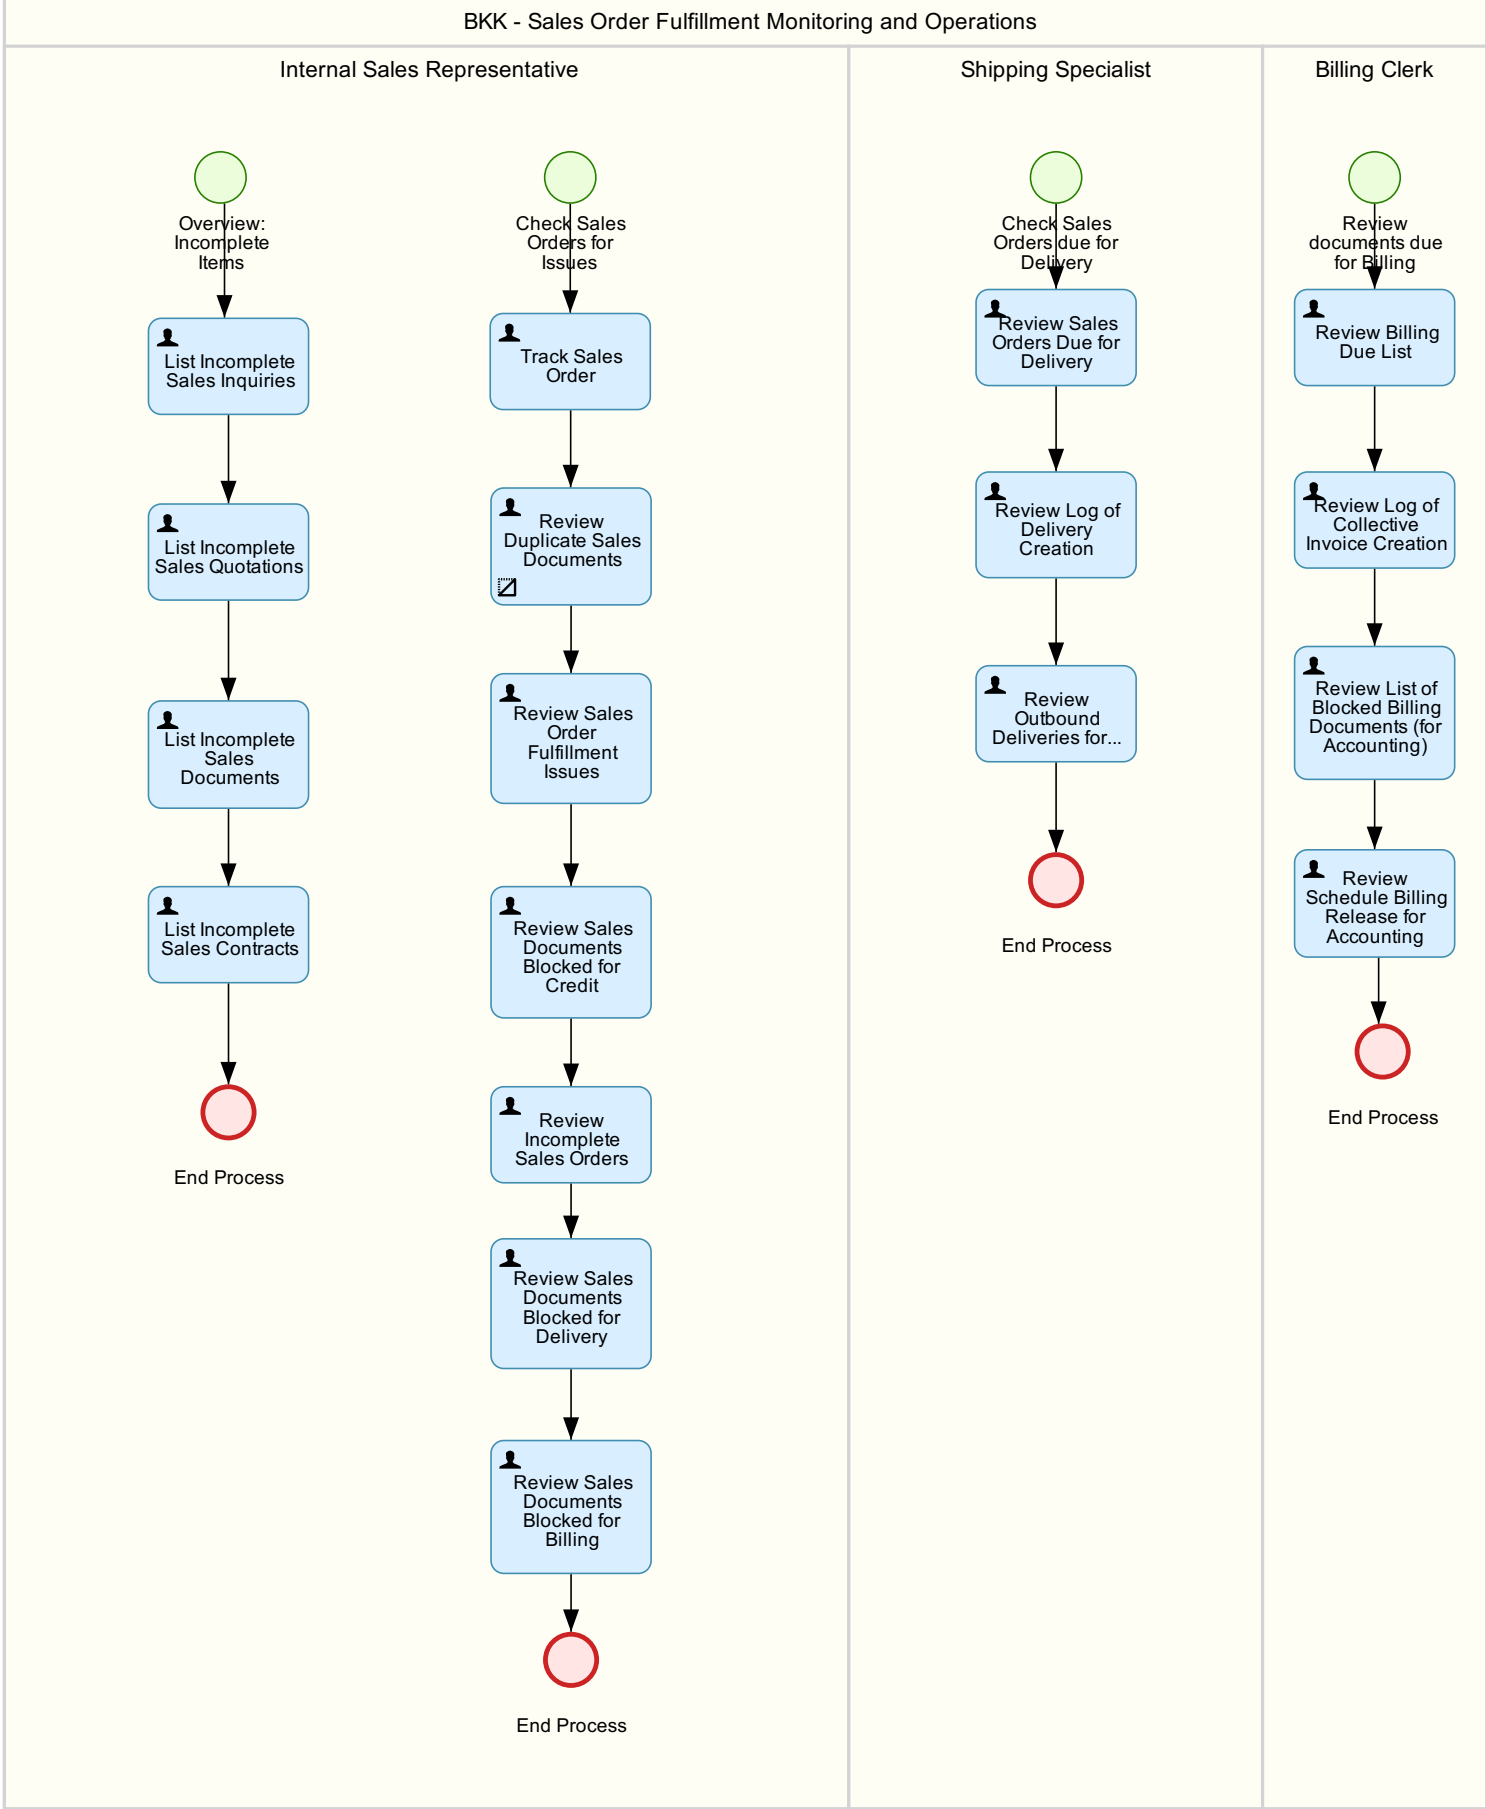 BKK - Sales Order Fulfillment Monitoring and Operations
Internal Sales Representative
Overview:
Incomplete
Items
List Incomplete
Sales Inquiries
List Incomplete
Sales Quotations
List Incomplete
Sales
Documents
List Incomplete
Sales Contracts
End Process
Check Sales
Orders for
Issues
Track Sales
Order
Review
Duplicate Sales
Documents
Review Sales
Order
Fulfillment
Issues
Review Sales
Documents
Blocked for
Credit
Review
Incomplete
Sales Orders
Review Sales
Documents
Blocked for
Delivery
Review Sales
Documents
Blocked for
Billing
End Process
Shipping Specialist
Check Sales
Orders due for
Delivery
Review Sales
Orders Due for
Delivery
Review Log of
Delivery
Creation
Review
Outbound
Deliveries for...
End Process
Billing Clerk
Review
documents due
for Billing
Review Billing
Due List
Review Log of
Collective
Invoice Creation
Review List of
Blocked Billing
Documents (for
Accounting)
Review
Schedule Billing
Release for
Accounting
End Process